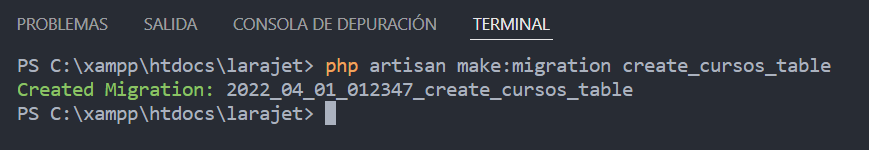 PROBLEMAS SALIDA CONSOLA DE DEPURACIÓN TERMINAL
PS C:\xampp\htdocs\larajet> php artisan make:migration create_cursos_table
Created Migration: 2022_04_01_012347_create_cursos_table
PS C:\xampp\htdocs\larajet>